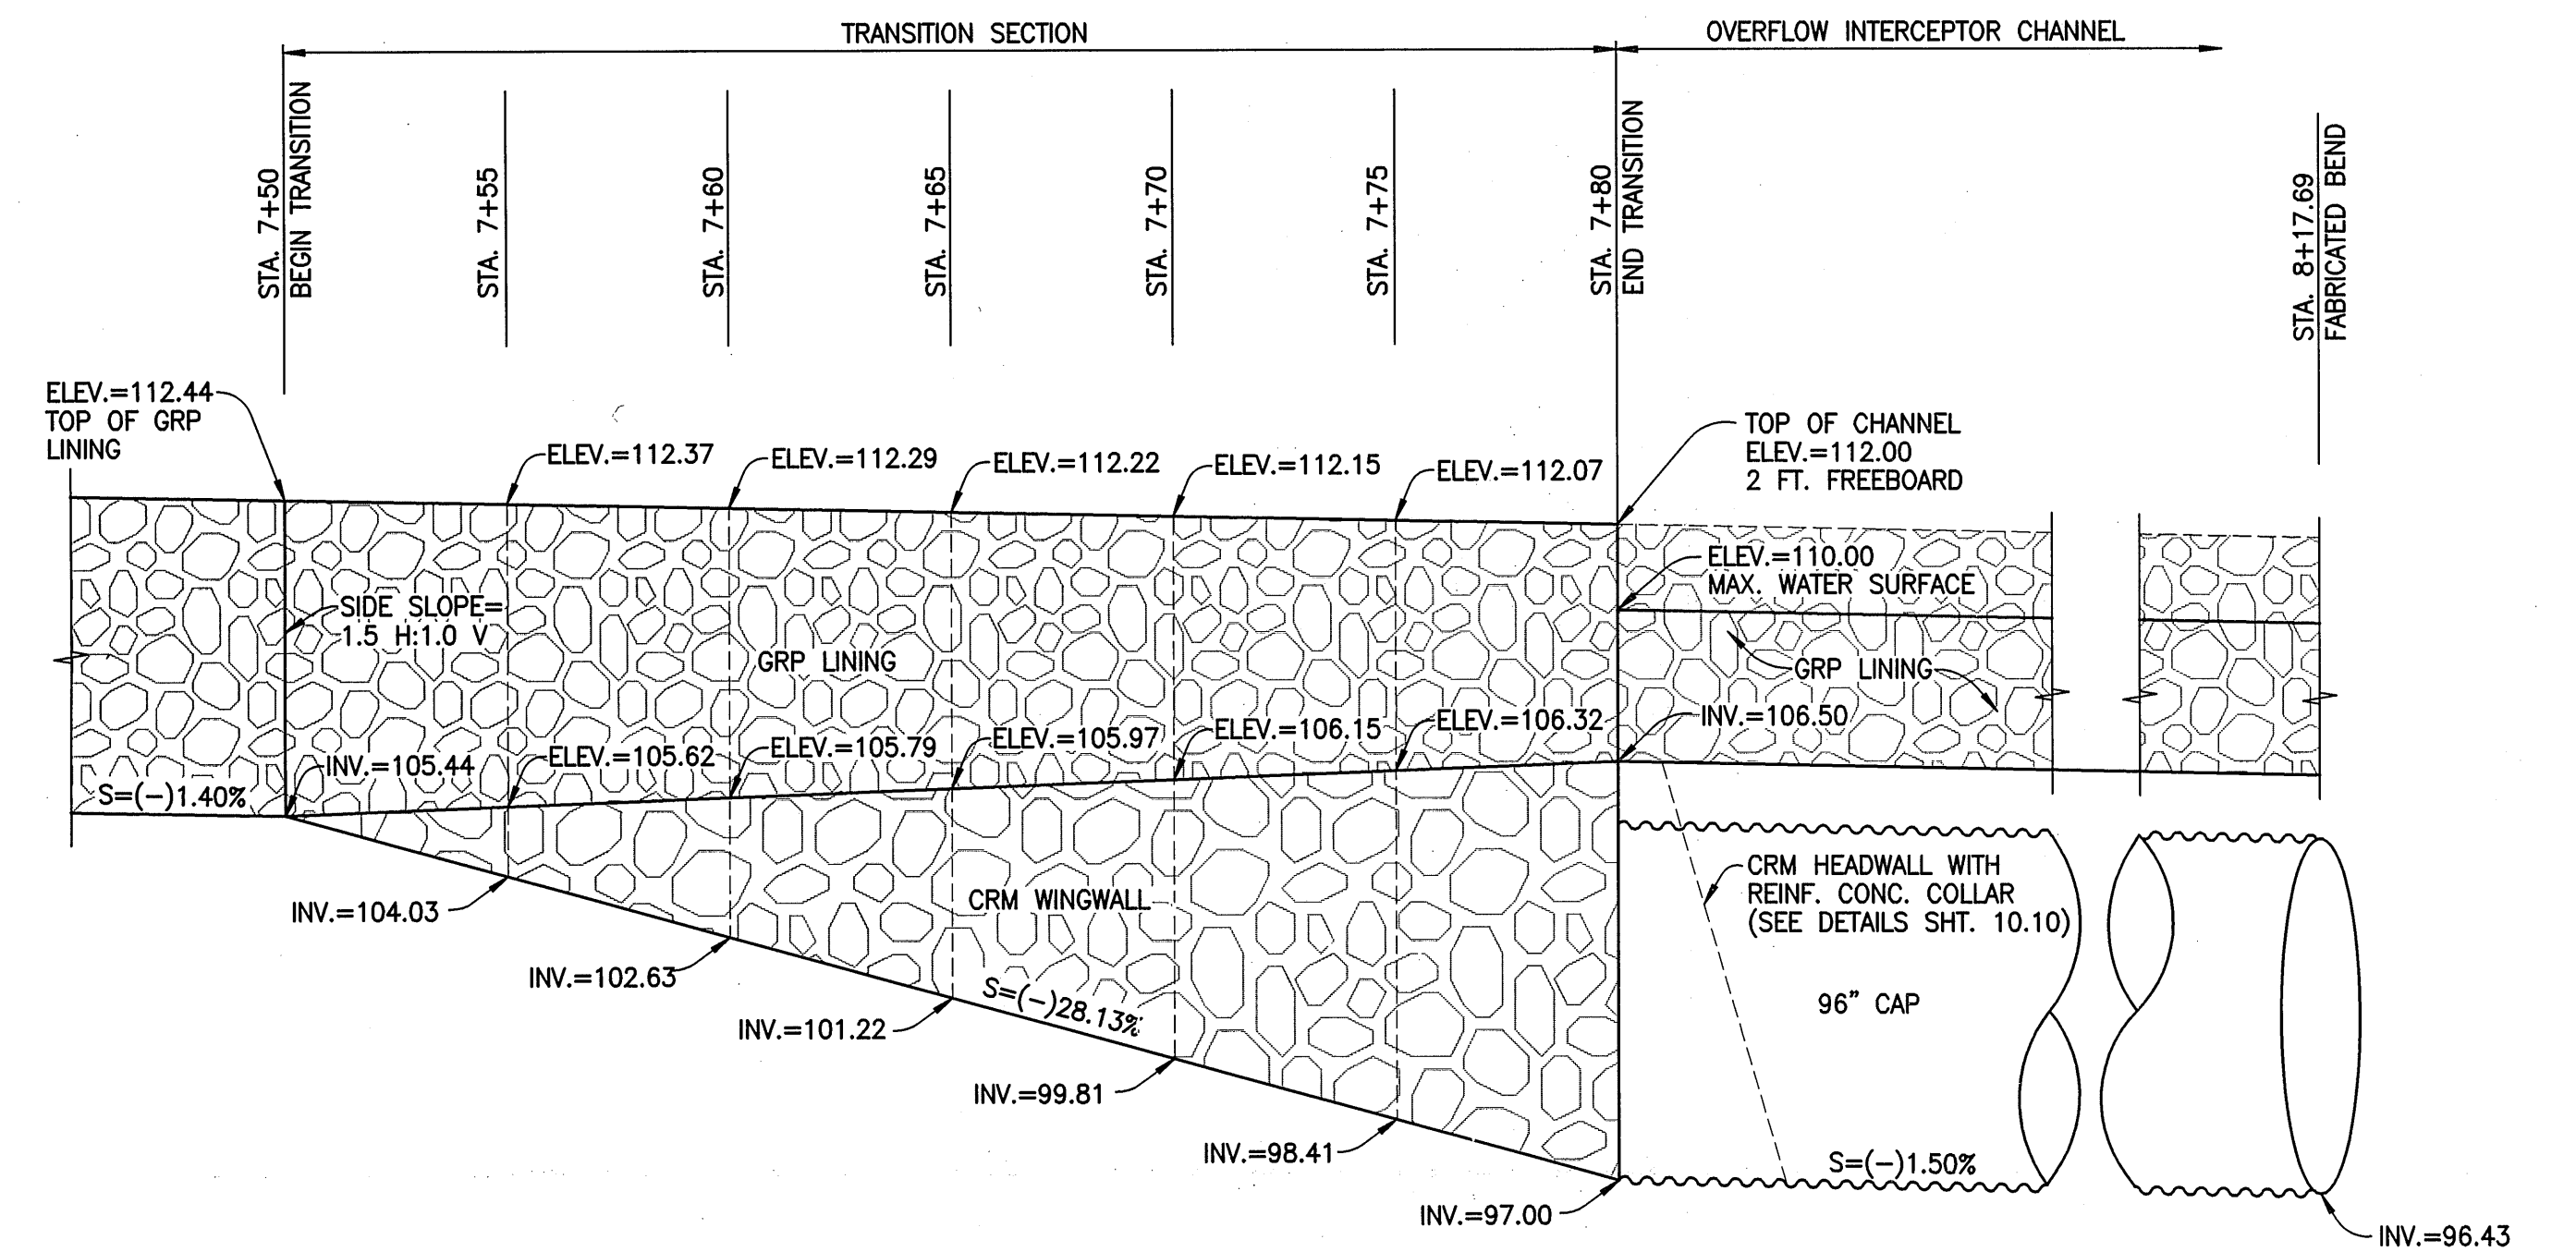 TRANSITION SECTION
OVERFLOW INTERCEPTOR CHANNEL
STA. 7+50
BEGIN TRANSITION
STA. 7+55
STA. 7+60
STA. 7+65
STA. 7+70
STA. 7+75
STA. 7+80
END TRANSITION
STA. 8+17.69
FABRICATED BEND
ELEV.=112.44
TOP OF GRP
LINING
ELEV.=112.37
ELEV.=112.29
ELEV.=112.22
ELEV.=112.15
ELEV.=112.07
TOP OF CHANNEL
ELEV.=112.00
2 FT. FREEBOARD
ELEV.=110.00
MAX. WATER SURFACE
SIDE SLOPE=
1.5 H:1.0 V
GRP LINING
GRP LINING
INV.=105.44
ELEV.=105.62
ELEV.=105.79
ELEV.=105.97
ELEV.=106.15
ELEV.=106.32
INV.=106.50
S=(-)1.40%
CRM WINGWALL
CRM HEADWALL WITH
REINF. CONC. COLLAR
(SEE DETAILS SHT. 10.10)
INV.=104.03
INV.=102.63
INV.=101.22
S=(-)28.13%
96" CAP
INV.=99.81
INV.=98.41
S=(-)1.50%
INV.=97.00
INV.=96.43